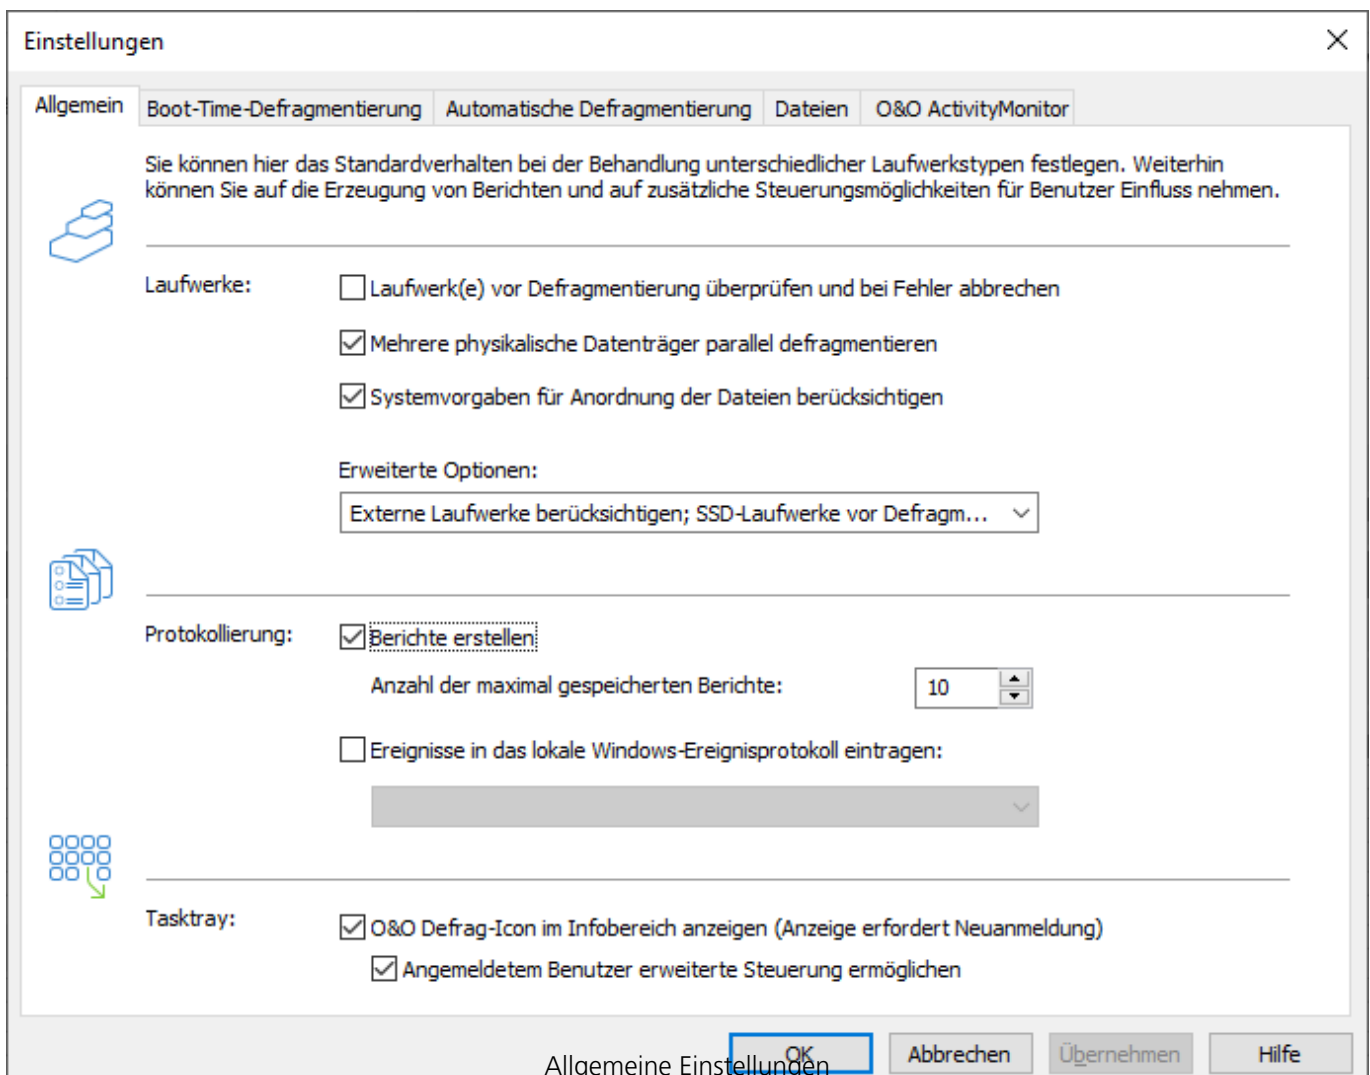 Einstellungen
Allgemein
Boot-Time-Defragmentierung
Automatische Defragmentierung
Dateien
O&O ActivityMonitor
Sie können hier das Standardverhalten bei der Behandlung unterschiedlicher Laufwerkstypen festlegen. Weiterhin
können Sie auf die Erzeugung von Berichten und auf zusätzliche Steuerungsmöglichkeiten für Benutzer Einfluss nehmen.
Laufwerke:
Laufwerk(e) vor Defragmentierung überprüfen und bei Fehler abbrechen
Mehrere physikalische Datenträger parallel defragmentieren
Systemvorgaben für Anordnung der Dateien berücksichtigen
Erweiterte Optionen:
Externe Laufwerke berücksichtigen; SSD-Laufwerke vor Defragm...
Protokollierung:
Berichte erstellen
Anzahl der maximal gespeicherten Berichte:
10
Ereignisse in das lokale Windows-Ereignisprotokoll eintragen:
Tasktray:
O&O Defrag-Icon im Infobereich anzeigen (Anzeige erfordert Neuanmeldung)
Angemeldetem Benutzer erweiterte Steuerung ermöglichen
OK
Abbrechen
Übernehmen
Hilfe
Allgemeine Einstellungen